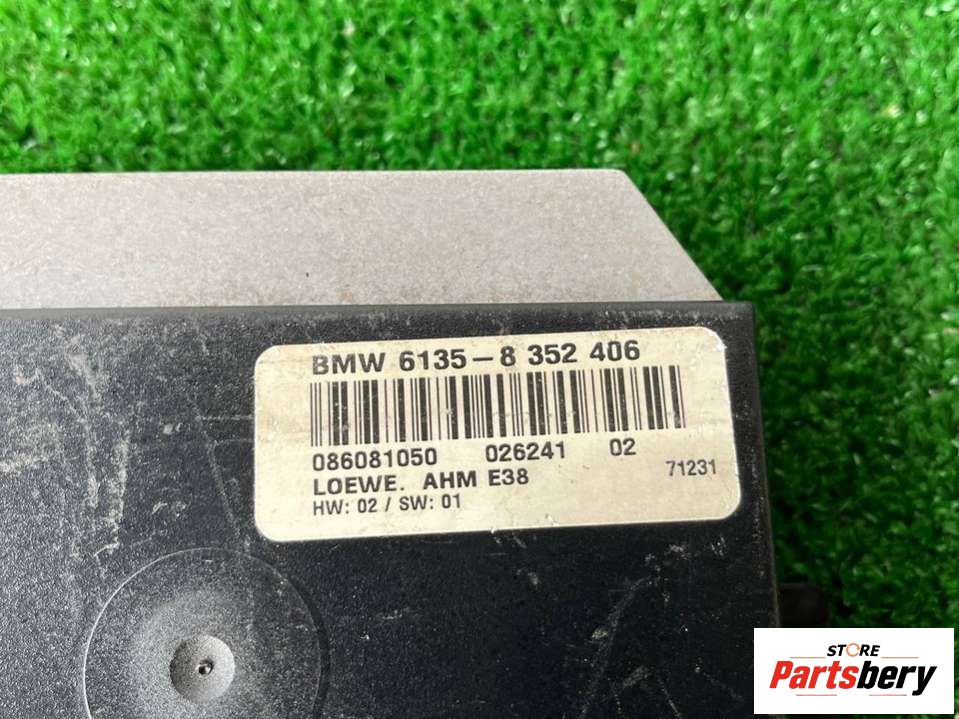 BMW 6135-8 352 406
086081050 026241 02
LOEWE. AHM E38 71231
HW: 02 / SW: 01
STORE
Partsbery